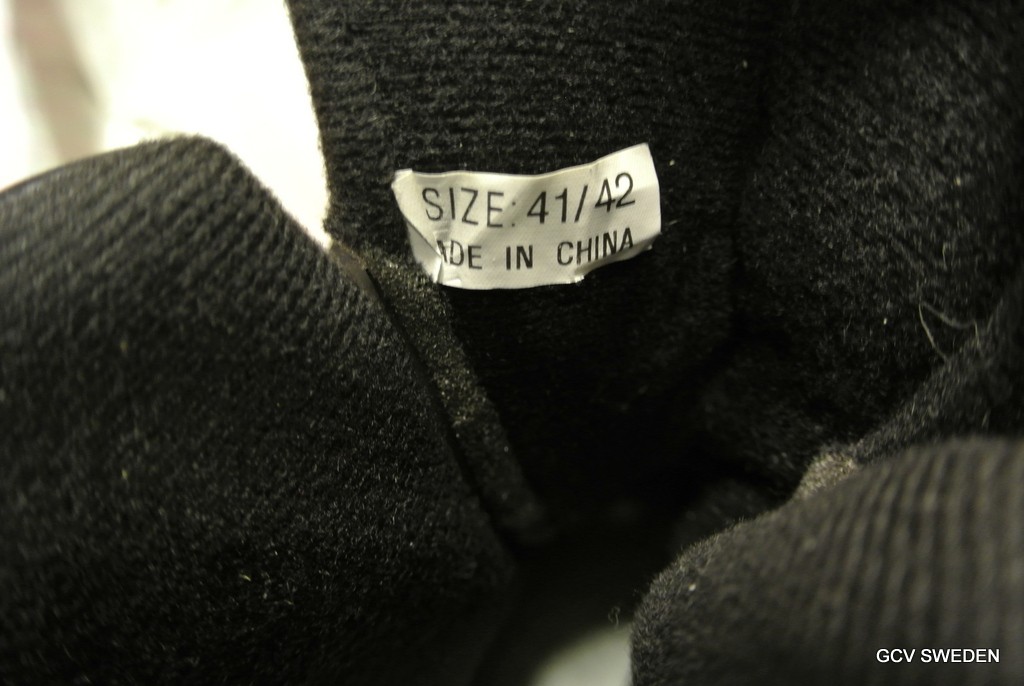 SIZE: 41/42
ADE IN CHINA
GCV SWEDEN